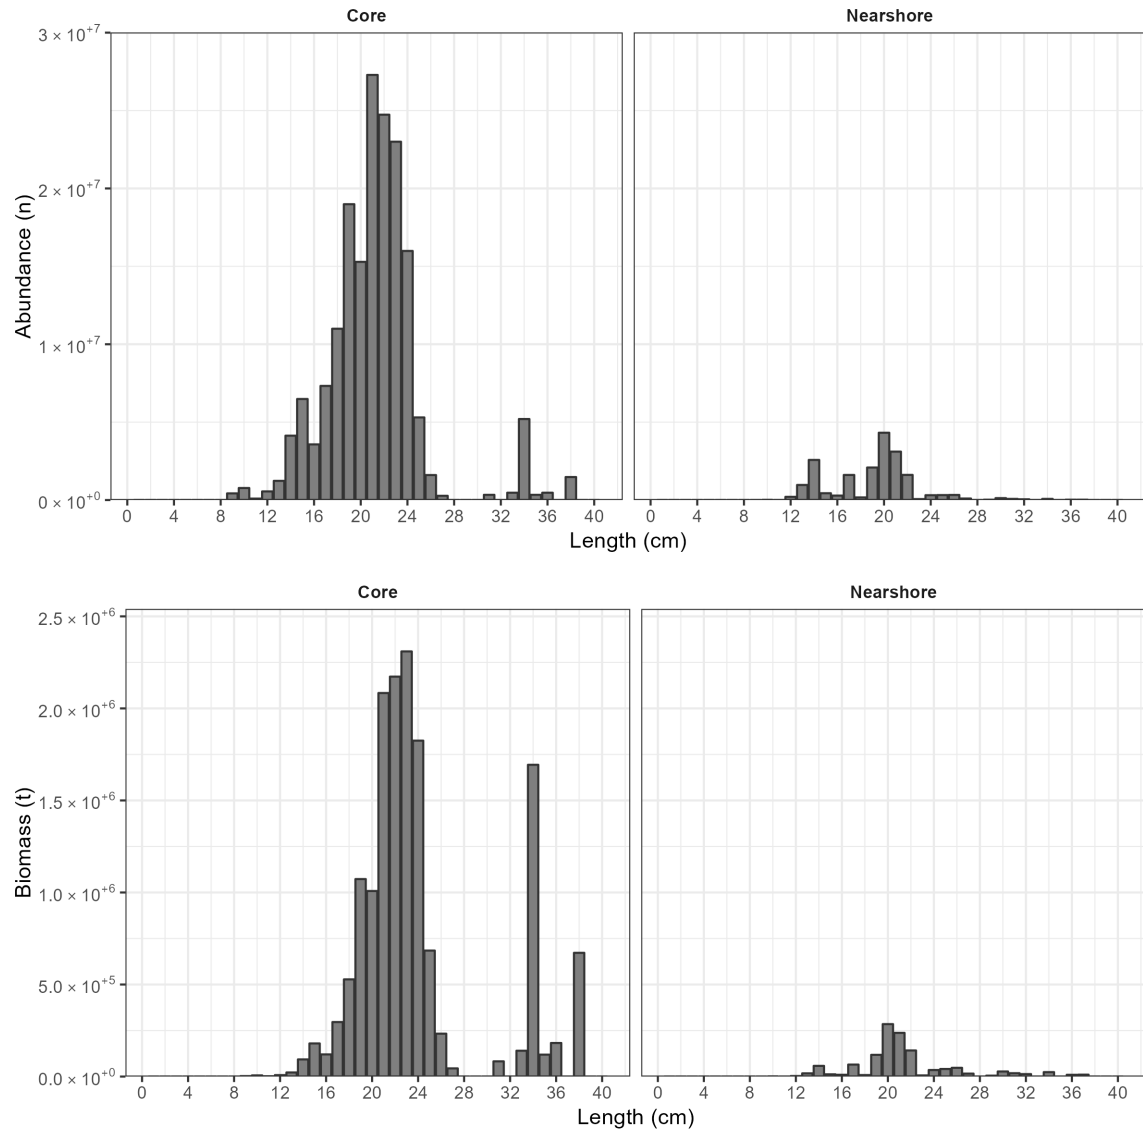 Core Nearshore
3 × 10⁺⁷
2 × 10⁺⁷
1 × 10⁺⁷
0 × 10⁺⁰
Abundance (n)
0 4 8 12 16 20 24 28 32 36 40 0 4 8 12 16 20 24 28 32 36 40
Length (cm)
Core Nearshore
2.5 × 10⁺⁶
2.0 × 10⁺⁶
1.5 × 10⁺⁶
1.0 × 10⁺⁶
5.0 × 10⁺⁵
0.0 × 10⁺⁰
Biomass (t)
0 4 8 12 16 20 24 28 32 36 40 0 4 8 12 16 20 24 28 32 36 40
Length (cm)